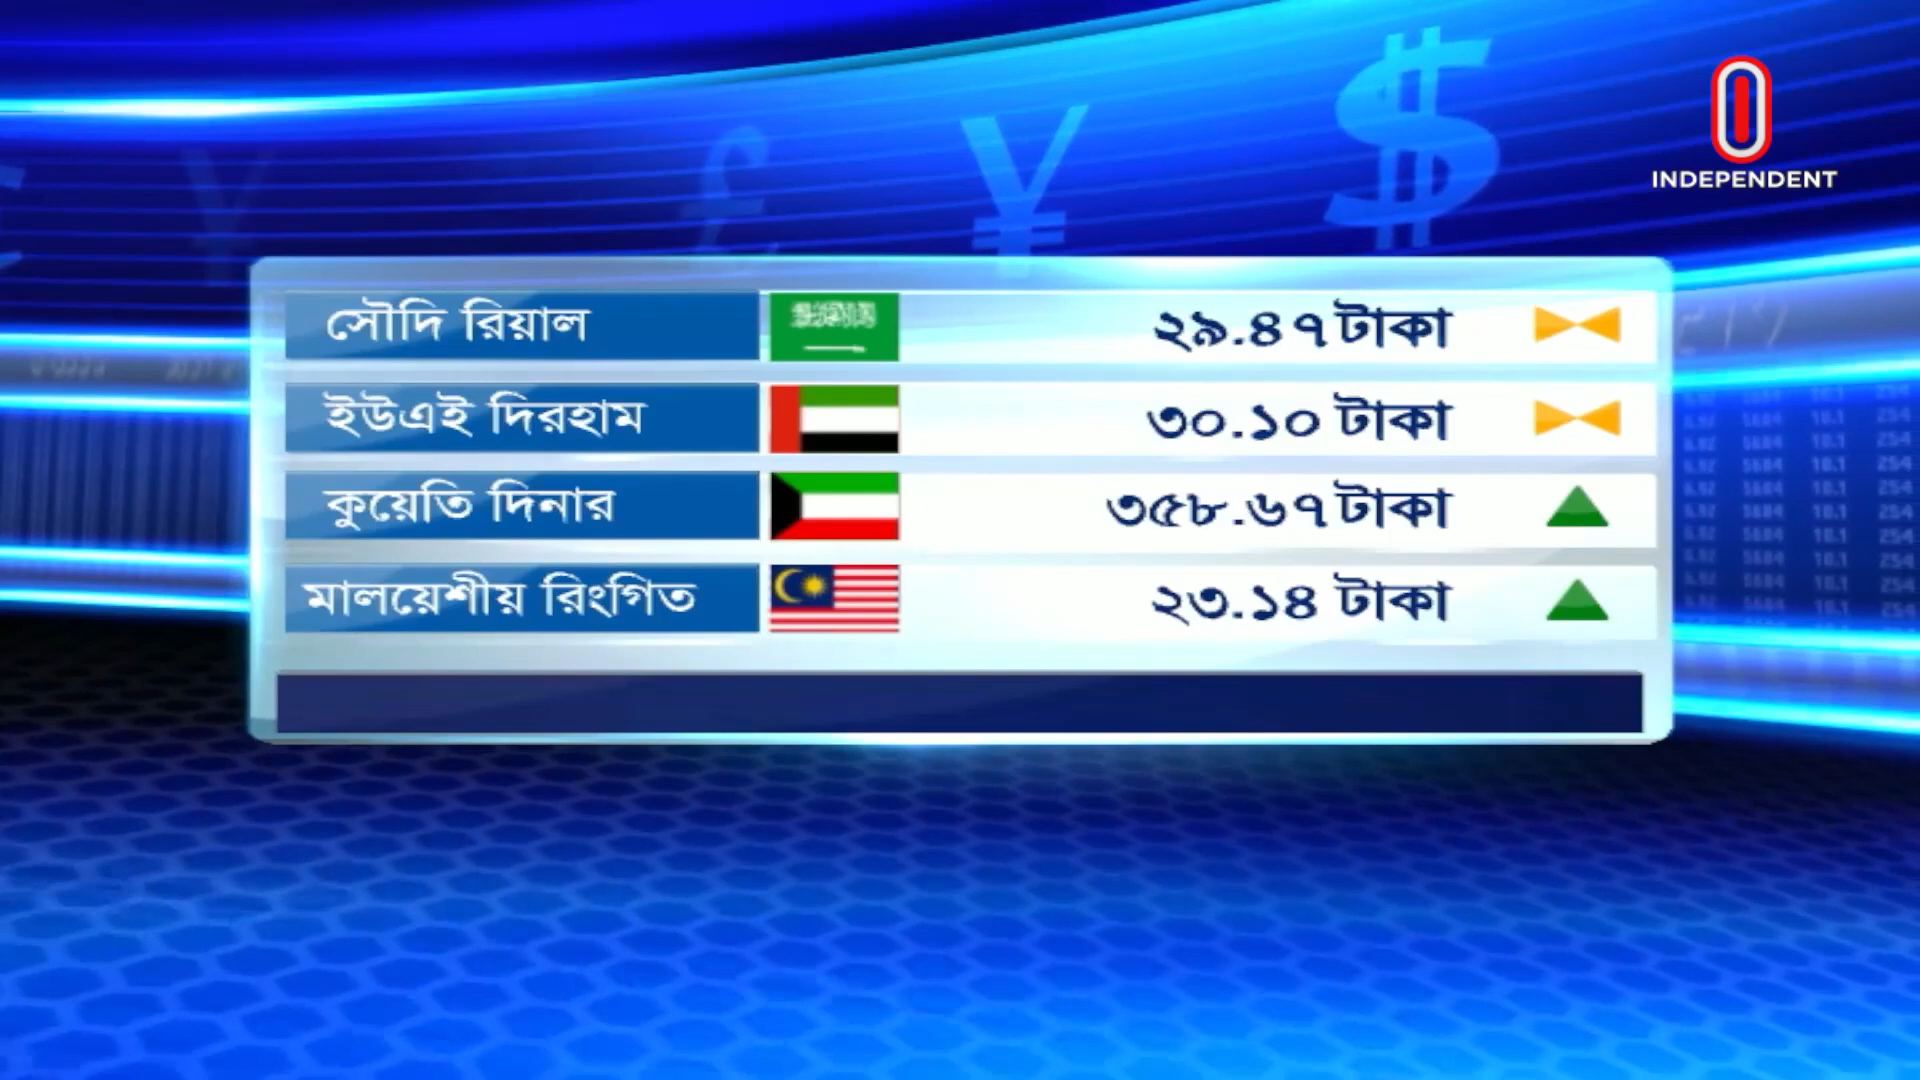 INDEPENDENT
সৌদি রিয়াল ২৯.৪৭ টাকা
ইউএই দিরহাম ৩০.১০ টাকা
কুয়েতি দিনার ৩৫৮.৬৭ টাকা
মালয়েশীয় রিংগিত ২৩.১৪ টাকা